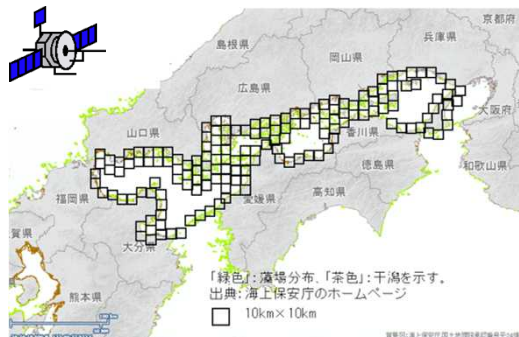 京都府
兵庫県
島根県
岡山県
広島県
大阪府
山口県
香川県
徳島県
和歌山県
福岡県
愛媛県
高知県
賀県
大分県
熊本県
「緑色」:藻場分布、「茶色」:干潟を示す。
出典:海上保安庁のホームページ
10km×10km